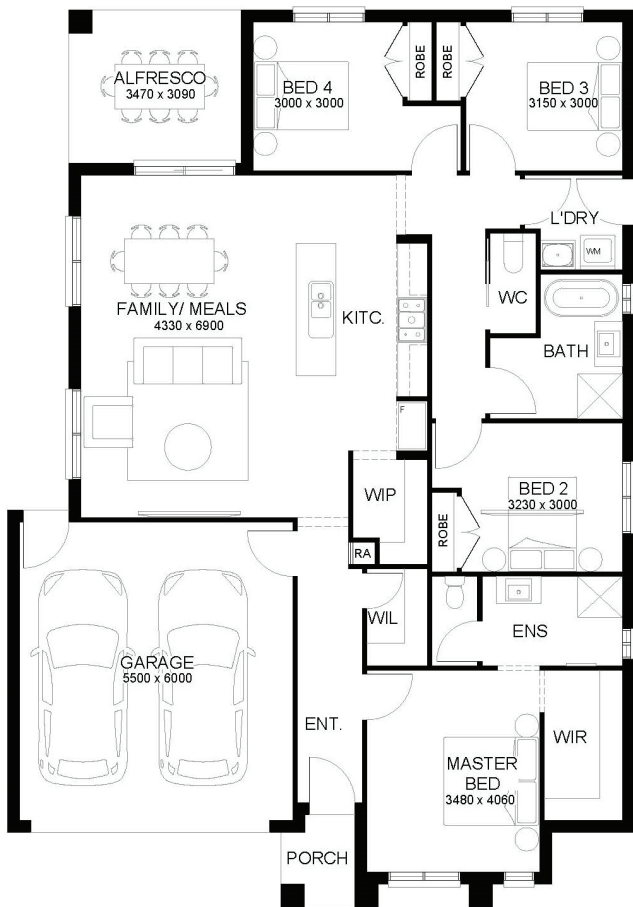 ALFRESCO
3470 x 3090
BED 4
3000 x 3000
ROBE
ROBE
BED 3
3150 x 3000
L'DRY
WM
WC
BATH
FAMILY/ MEALS
4330 x 6900
KITC.
F
WIP
BED 2
3230 x 3000
ROBE
RA
WIL
ENS
GARAGE
5500 x 6000
ENT.
MASTER
BED
3480 x 4060
WIR
PORCH